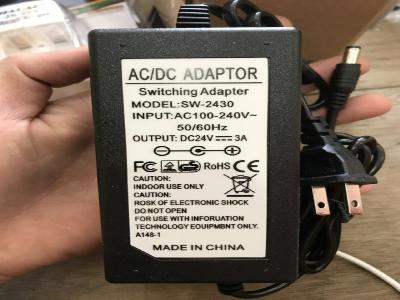 AC/DC ADAPTOR
Switching Adapter
MODEL:SW-2430
INPUT:AC100-240V~
50/60Hz
OUTPUT: DC24V ⎓ 3A
FC RoHS CE
CAUTION:
INDOOR USE ONLY
CAUTION:
ROSK OF ELECTRONIC SHOCK
DO NOT OPEN
FOR USE WITH INFORUATION
TECHNOLOGY EQUIPMBNT ONLY.
A148-1
MADE IN CHINA